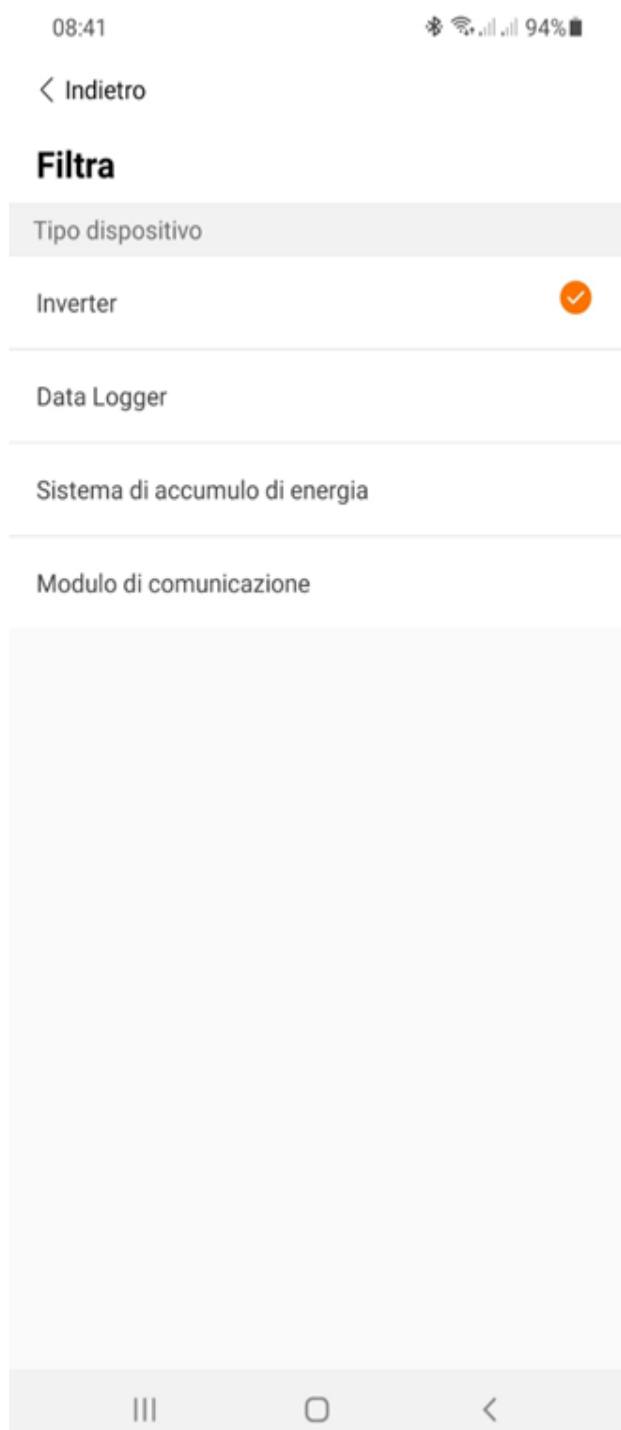 08:41 94%
Indietro
Filtra
Tipo dispositivo
Inverter
Data Logger
Sistema di accumulo di energia
Modulo di comunicazione